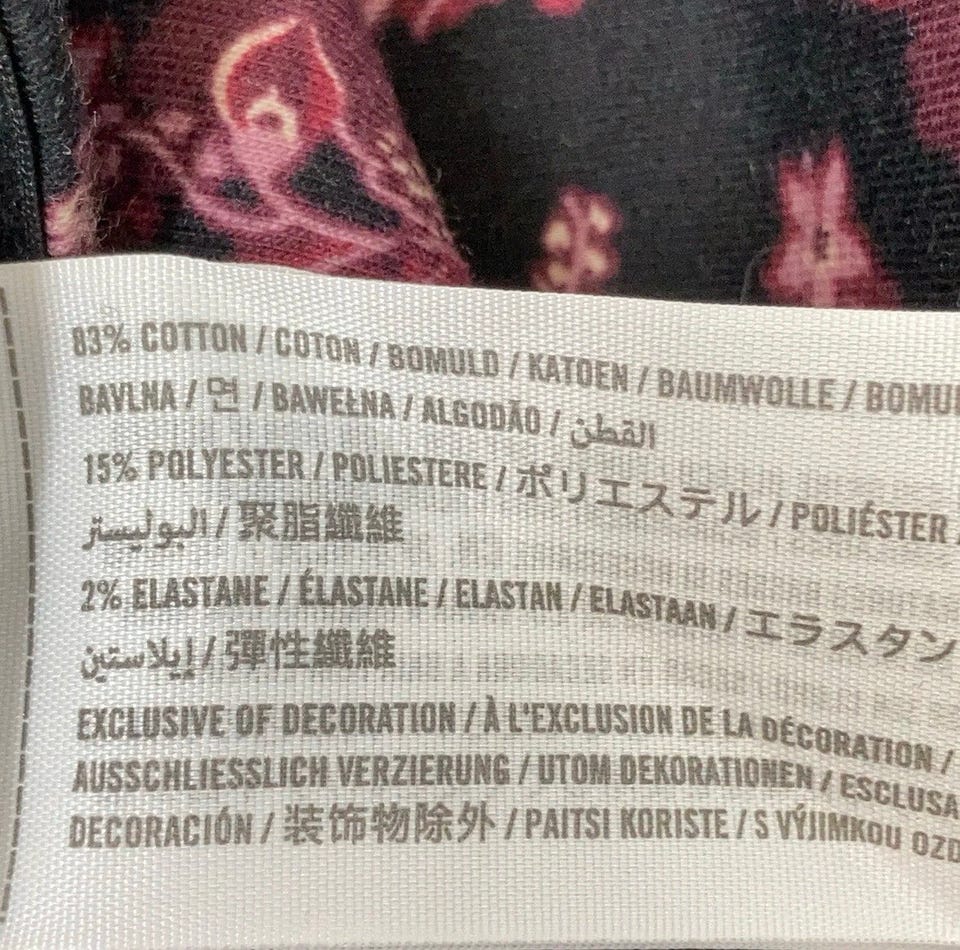 83% COTTON / COTON / BOMULD / KATOEN / BAUMWOLLE / BOMU
BAVLNA / 면 / BAWEŁNA / ALGODÃO / القطن
15% POLYESTER / POLIESTERE / ポリエステル / POLIÉSTER /
البوليستر / 聚脂纖維
2% ELASTANE / ÉLASTANE / ELASTAN / ELASTAAN / エラスタン
إيلاستين / 彈性纖維
EXCLUSIVE OF DECORATION / À L'EXCLUSION DE LA DÉCORATION /
AUSSCHLIESSLICH VERZIERUNG / UTOM DEKORATIONEN / ESCLUSA
DECORACIÓN / 装饰物除外 / PAITSI KORISTE / S VÝJIMKOU OZD